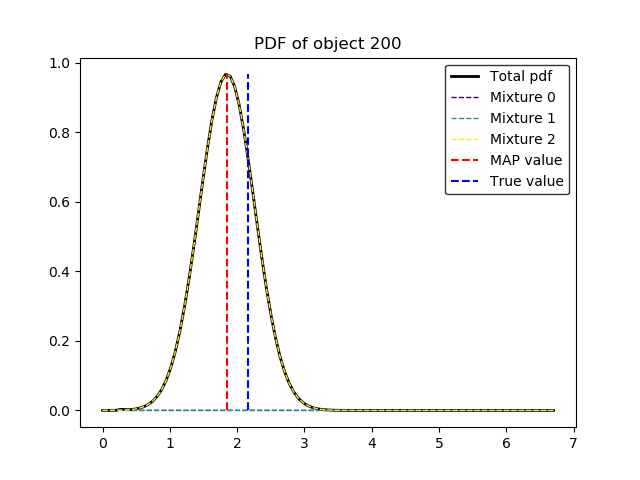 PDF of object 200
1.0
0.8
0.6
0.4
0.2
0.0
0 1 2 3 4 5 6 7
Total pdf
Mixture 0
Mixture 1
Mixture 2
MAP value
True value